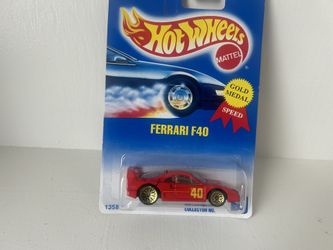 Hot Wheels
MATTEL
GOLD
MEDAL
SPEED
FERRARI F40
40
1358
COLLECTOR NO.